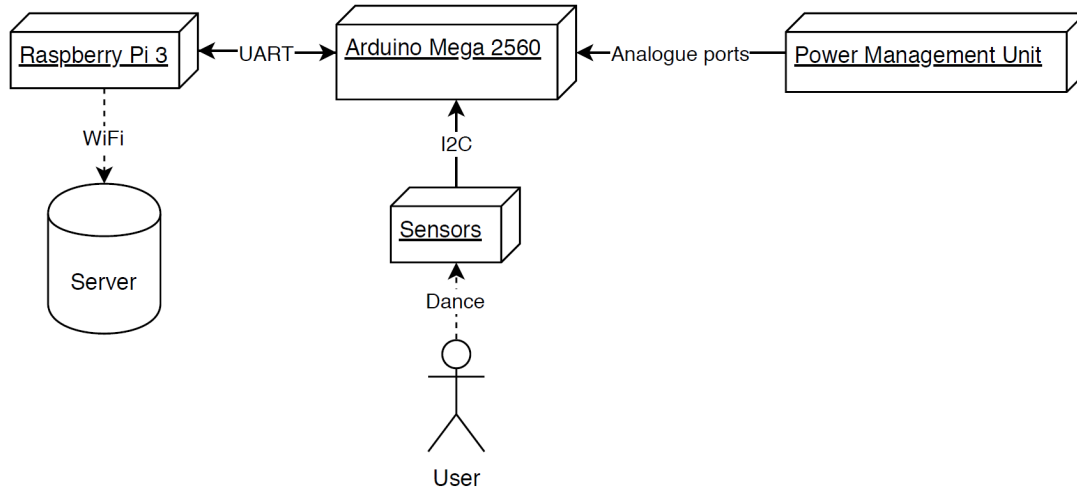 Raspberry Pi 3
UART
Arduino Mega 2560
Analogue ports
Power Management Unit
WiFi
I2C
Server
Sensors
Dance
User